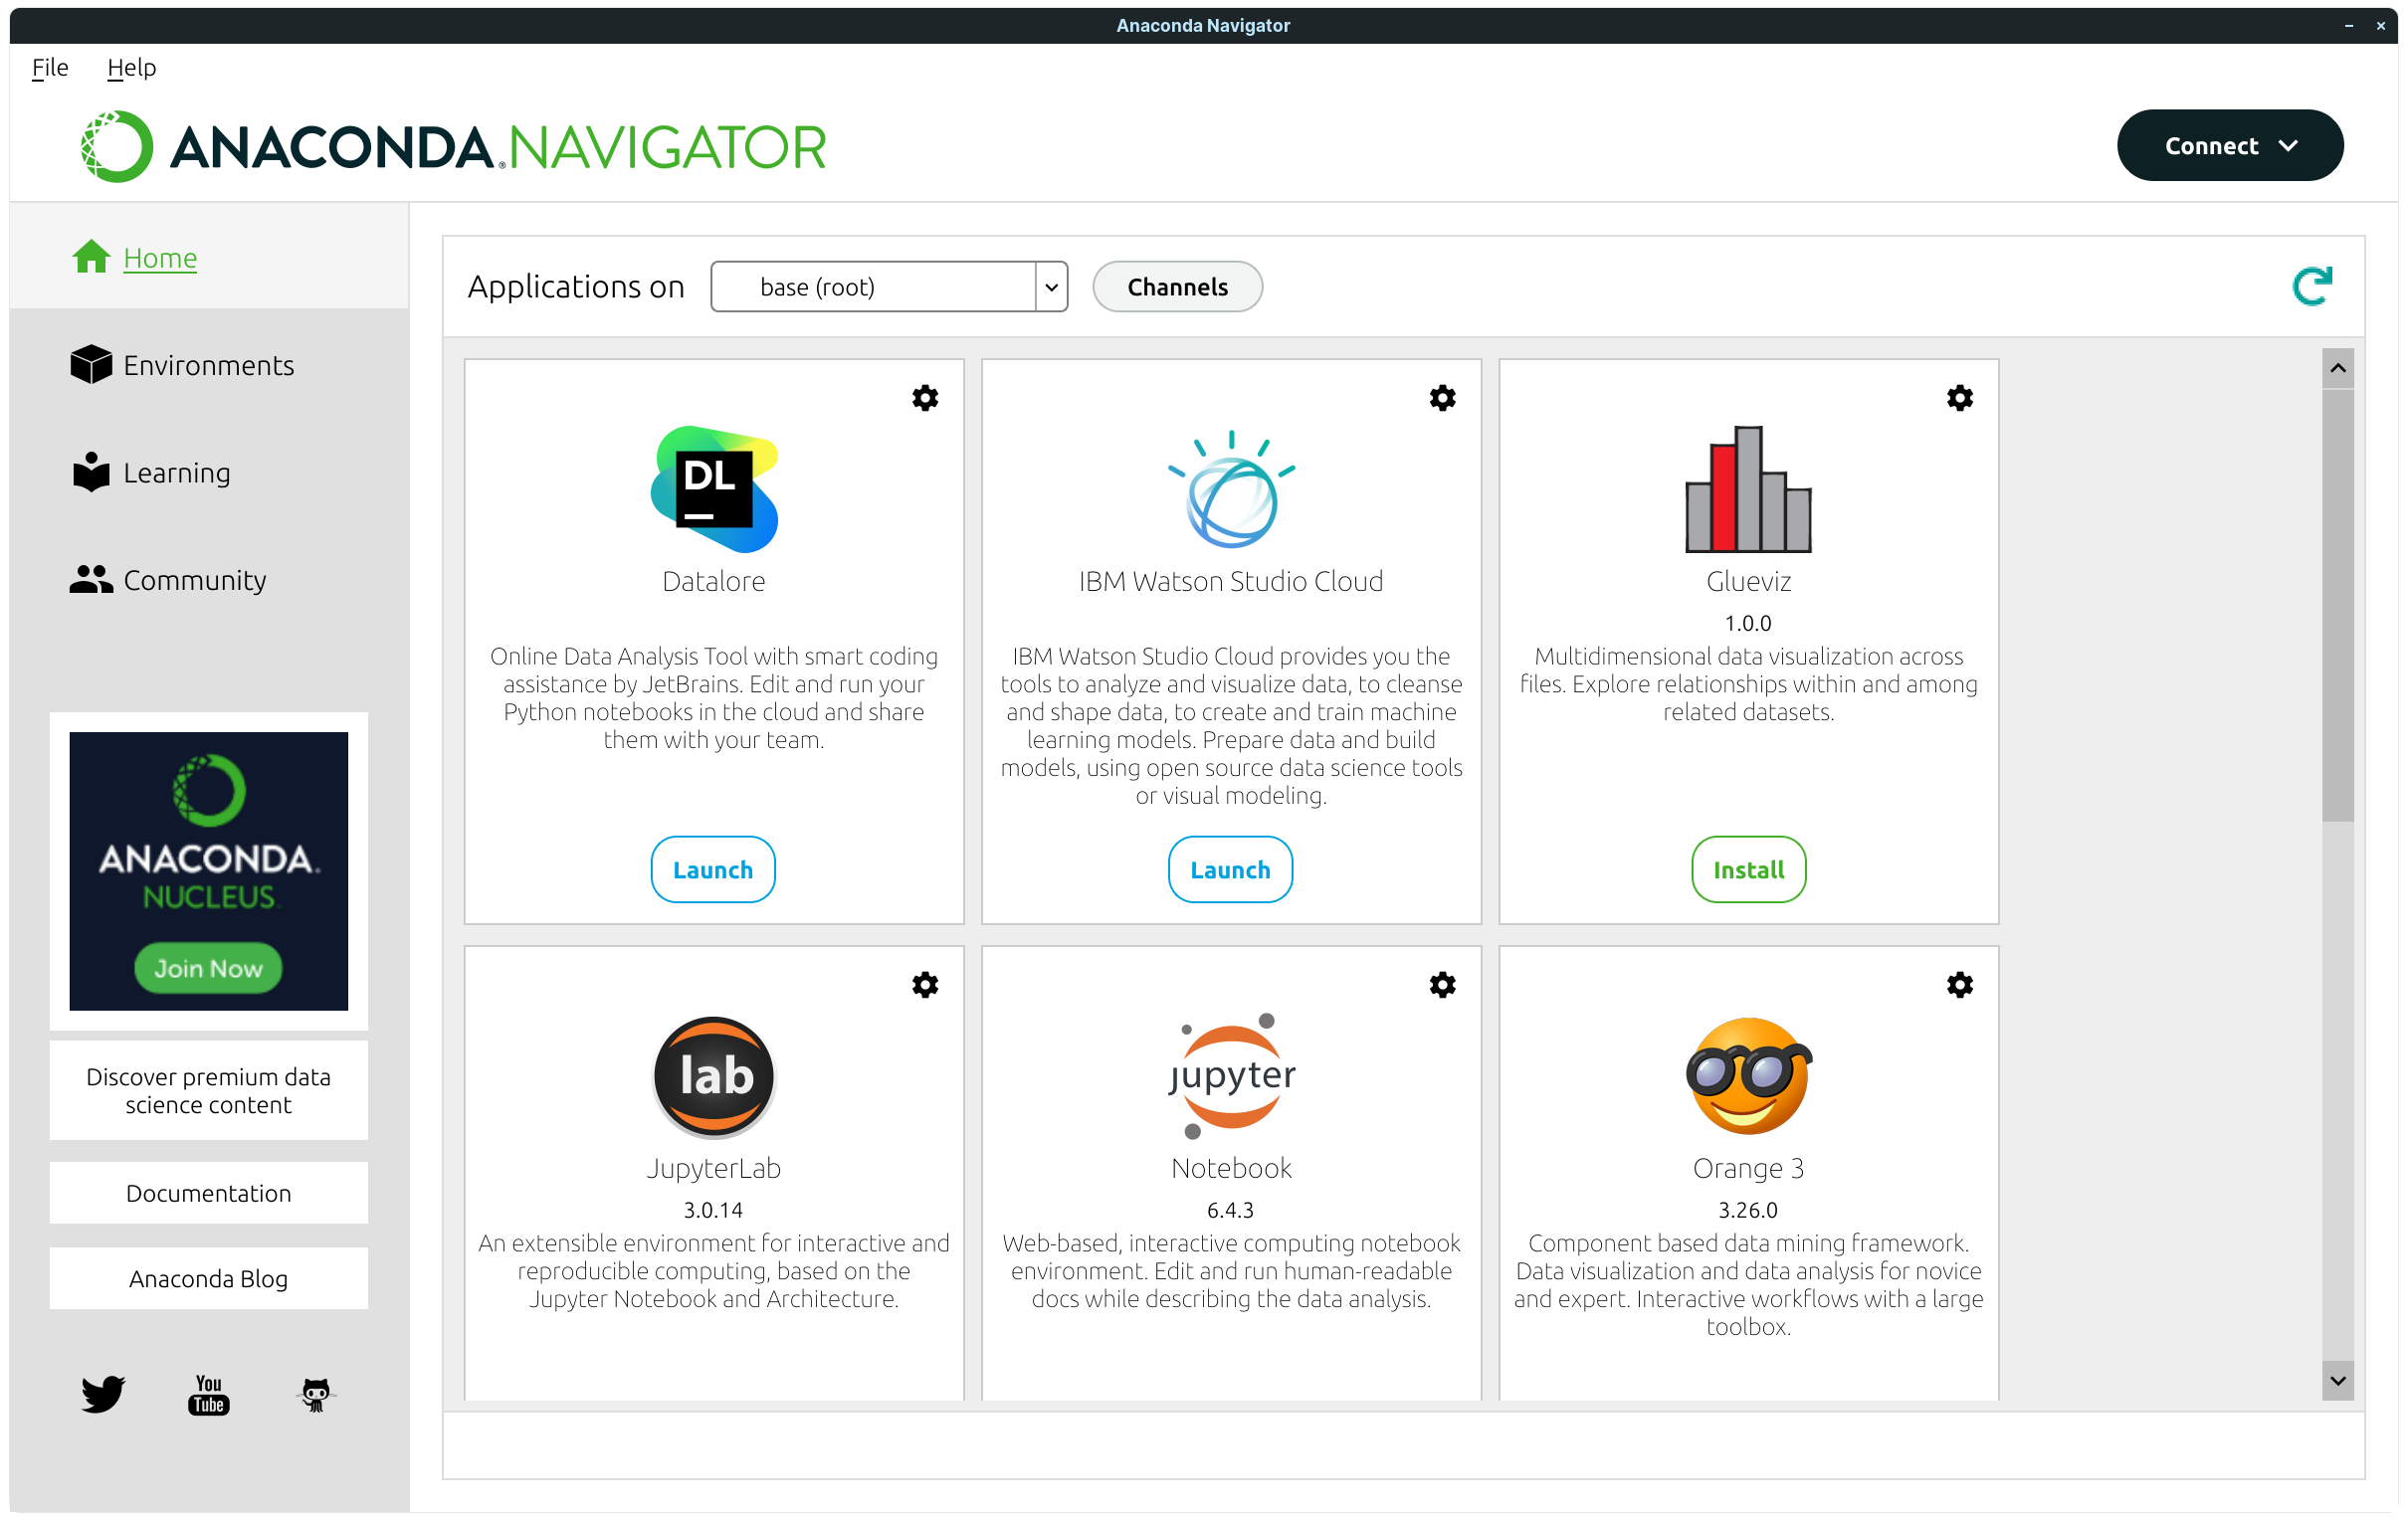 Anaconda Navigator
File Help
ANACONDA.NAVIGATOR
Connect
Home
Environments
Learning
Community
ANACONDA.
NUCLEUS
Join Now
Discover premium data
science content
Documentation
Anaconda Blog
You
Tube
Applications on base (root) Channels
DL
Datalore
Online Data Analysis Tool with smart coding
assistance by JetBrains. Edit and run your
Python notebooks in the cloud and share
them with your team.
Launch
IBM Watson Studio Cloud
IBM Watson Studio Cloud provides you the
tools to analyze and visualize data, to cleanse
and shape data, to create and train machine
learning models. Prepare data and build
models, using open source data science tools
or visual modeling.
Launch
Glueviz
1.0.0
Multidimensional data visualization across
files. Explore relationships within and among
related datasets.
Install
lab
JupyterLab
3.0.14
An extensible environment for interactive and
reproducible computing, based on the
Jupyter Notebook and Architecture.
jupyter
Notebook
6.4.3
Web-based, interactive computing notebook
environment. Edit and run human-readable
docs while describing the data analysis.
Orange 3
3.26.0
Component based data mining framework.
Data visualization and data analysis for novice
and expert. Interactive workflows with a large
toolbox.